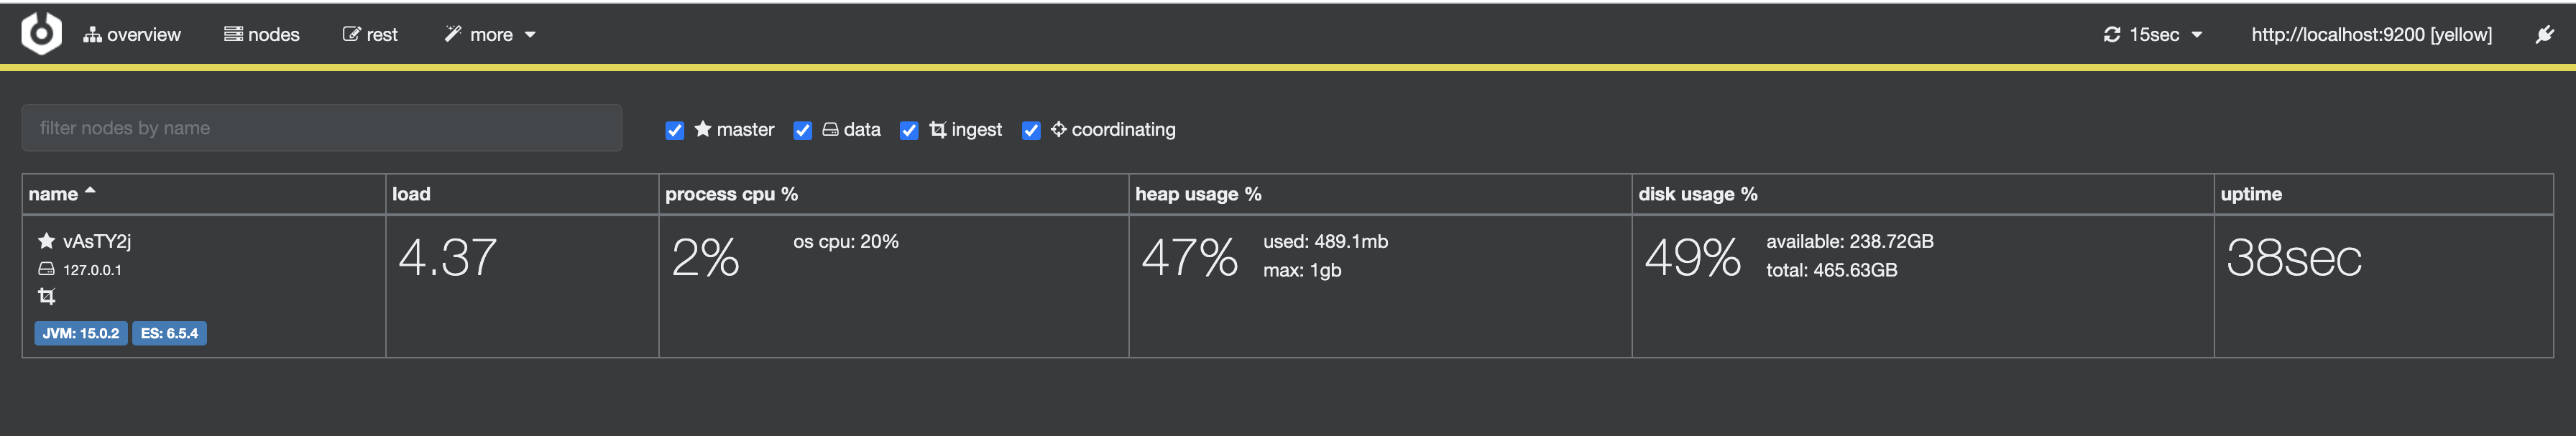 overview nodes rest more 15sec http://localhost:9200 [yellow]
filter nodes by name master data ingest coordinating
name load process cpu % heap usage % disk usage % uptime
vAsTY2j 4.37 2% os cpu: 20% 47% used: 489.1mb 49% available: 238.72GB 38sec
127.0.0.1 max: 1gb total: 465.63GB
JVM: 15.0.2 ES: 6.5.4